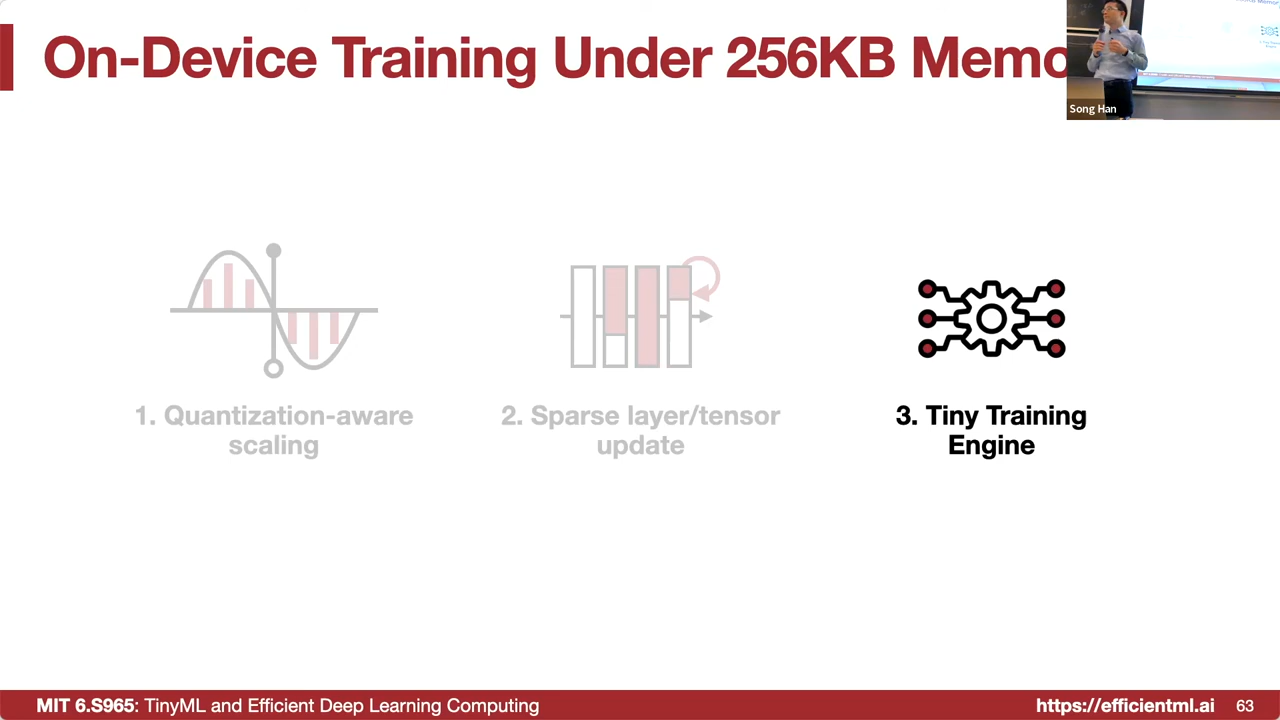 On-Device Training Under 256KB Memo
Song Han
1. Quantization-aware
scaling
2. Sparse layer/tensor
update
3. Tiny Training
Engine
MIT 6.S965: TinyML and Efficient Deep Learning Computing
https://efficientml.ai
63